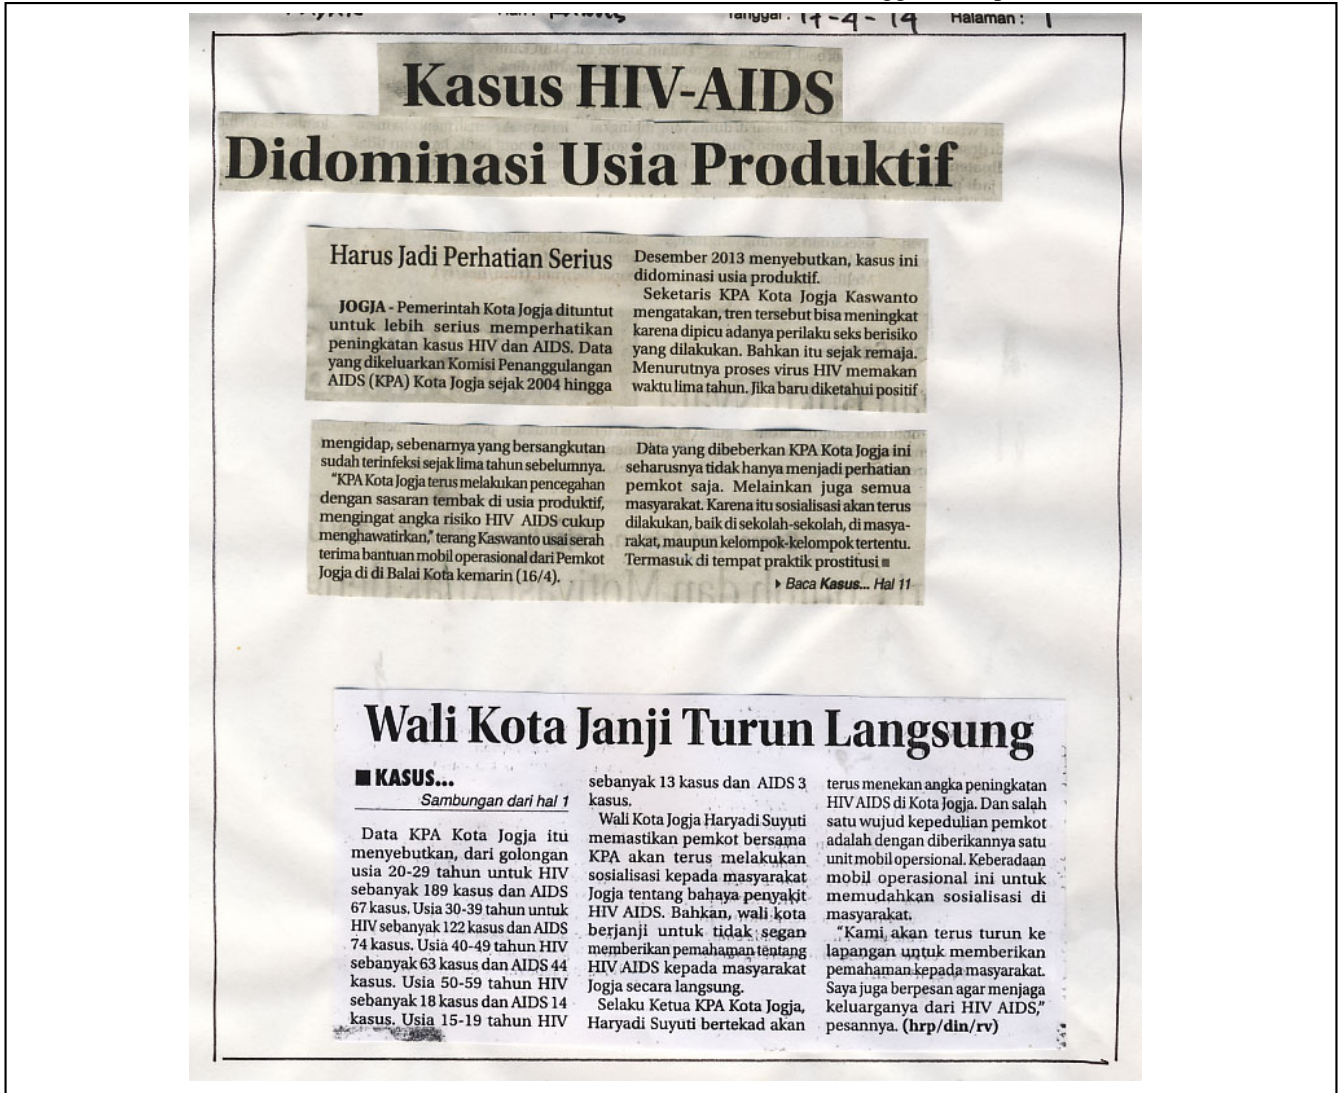 Tanggal : 17-4-14 Halaman : 1
Kasus HIV-AIDS
Didominasi Usia Produktif
Harus Jadi Perhatian Serius
JOGJA - Pemerintah Kota Jogja dituntut
untuk lebih serius memperhatikan
peningkatan kasus HIV dan AIDS. Data
yang dikeluarkan Komisi Penanggulangan
AIDS (KPA) Kota Jogja sejak 2004 hingga
Desember 2013 menyebutkan, kasus ini
didominasi usia produktif.
Seketaris KPA Kota Jogja Kaswanto
mengatakan, tren tersebut bisa meningkat
karena dipicu adanya perilaku seks berisiko
yang dilakukan. Bahkan itu sejak remaja.
Menurutnya proses virus HIV memakan
waktu lima tahun. Jika baru diketahui positif
mengidap, sebenarnya yang bersangkutan
sudah terinfeksi sejak lima tahun sebelumnya.
"KPA Kota Jogja terus melakukan pencegahan
dengan sasaran tembak di usia produktif,
mengingat angka risiko HIV AIDS cukup
menghawatirkan," terang Kaswanto usai serah
terima bantuan mobil operasional dari Pemkot
Jogja di di Balai Kota kemarin (16/4).
Data yang dibeberkan KPA Kota Jogja ini
seharusnya tidak hanya menjadi perhatian
pemkot saja. Melainkan juga semua
masyarakat. Karena itu sosialisasi akan terus
dilakukan, baik di sekolah-sekolah, di masya-
rakat, maupun kelompok-kelompok tertentu.
Termasuk di tempat praktik prostitusi ■
▸ Baca Kasus... Hal 11
Wali Kota Janji Turun Langsung
■ KASUS...
Sambungan dari hal 1
Data KPA Kota Jogja itu
menyebutkan, dari golongan
usia 20-29 tahun untuk HIV
sebanyak 189 kasus dan AIDS
67 kasus. Usia 30-39 tahun untuk
HIV sebanyak 122 kasus dan AIDS
74 kasus. Usia 40-49 tahun HIV
sebanyak 63 kasus dan AIDS 44
kasus. Usia 50-59 tahun HIV
sebanyak 18 kasus dan AIDS 14
kasus. Usia 15-19 tahun HIV
sebanyak 13 kasus dan AIDS 3
kasus.
Wali Kota Jogja Haryadi Suyuti
memastikan pemkot bersama
KPA akan terus melakukan
sosialisasi kepada masyarakat
Jogja tentang bahaya penyakit
HIV AIDS. Bahkan, wali kota
berjanji untuk tidak segan
memberikan pemahaman tentang
HIV AIDS kepada masyarakat
Jogja secara langsung.
Selaku Ketua KPA Kota Jogja,
Haryadi Suyuti bertekad akan
terus menekan angka peningkatan
HIV AIDS di Kota Jogja. Dan salah
satu wujud kepedulian pemkot
adalah dengan diberikannya satu
unit mobil opersional. Keberadaan
mobil operasional ini untuk
memudahkan sosialisasi di
masyarakat.
"Kami akan terus turun ke
lapangan untuk memberikan
pemahaman kepada masyarakat.
Saya juga berpesan agar menjaga
keluarganya dari HIV AIDS,"
pesannya. (hrp/din/rv)